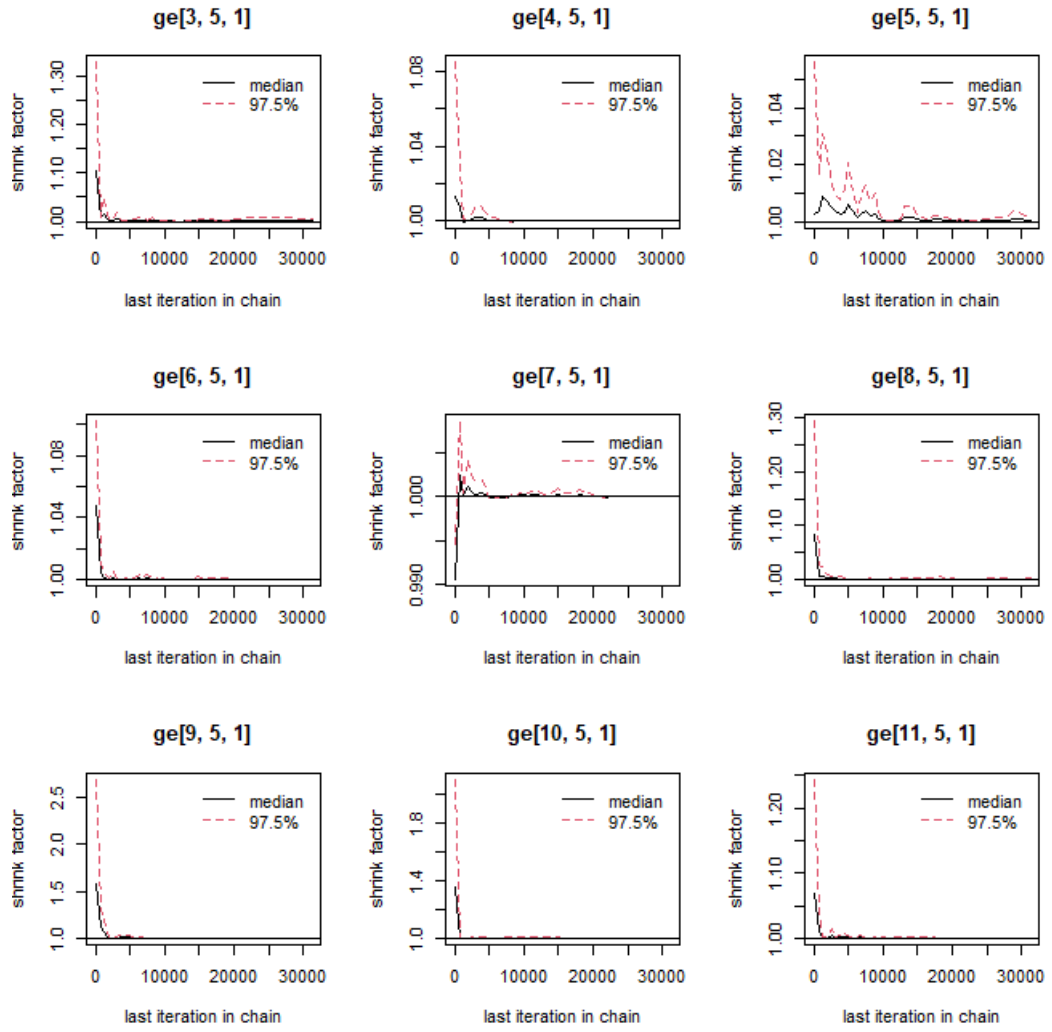 ge[3, 5, 1]
shrink factor
1.00 1.10 1.20 1.30
median
97.5%
0 10000 20000 30000
last iteration in chain
ge[4, 5, 1]
shrink factor
1.00 1.04 1.08
median
97.5%
0 10000 20000 30000
last iteration in chain
ge[5, 5, 1]
shrink factor
1.00 1.02 1.04
median
97.5%
0 10000 20000 30000
last iteration in chain
ge[6, 5, 1]
shrink factor
1.00 1.04 1.08
median
97.5%
0 10000 20000 30000
last iteration in chain
ge[7, 5, 1]
shrink factor
0.990 1.000
median
97.5%
0 10000 20000 30000
last iteration in chain
ge[8, 5, 1]
shrink factor
1.00 1.10 1.20 1.30
median
97.5%
0 10000 20000 30000
last iteration in chain
ge[9, 5, 1]
shrink factor
1.0 1.5 2.0 2.5
median
97.5%
0 10000 20000 30000
last iteration in chain
ge[10, 5, 1]
shrink factor
1.0 1.4 1.8
median
97.5%
0 10000 20000 30000
last iteration in chain
ge[11, 5, 1]
shrink factor
1.00 1.10 1.20
median
97.5%
0 10000 20000 30000
last iteration in chain